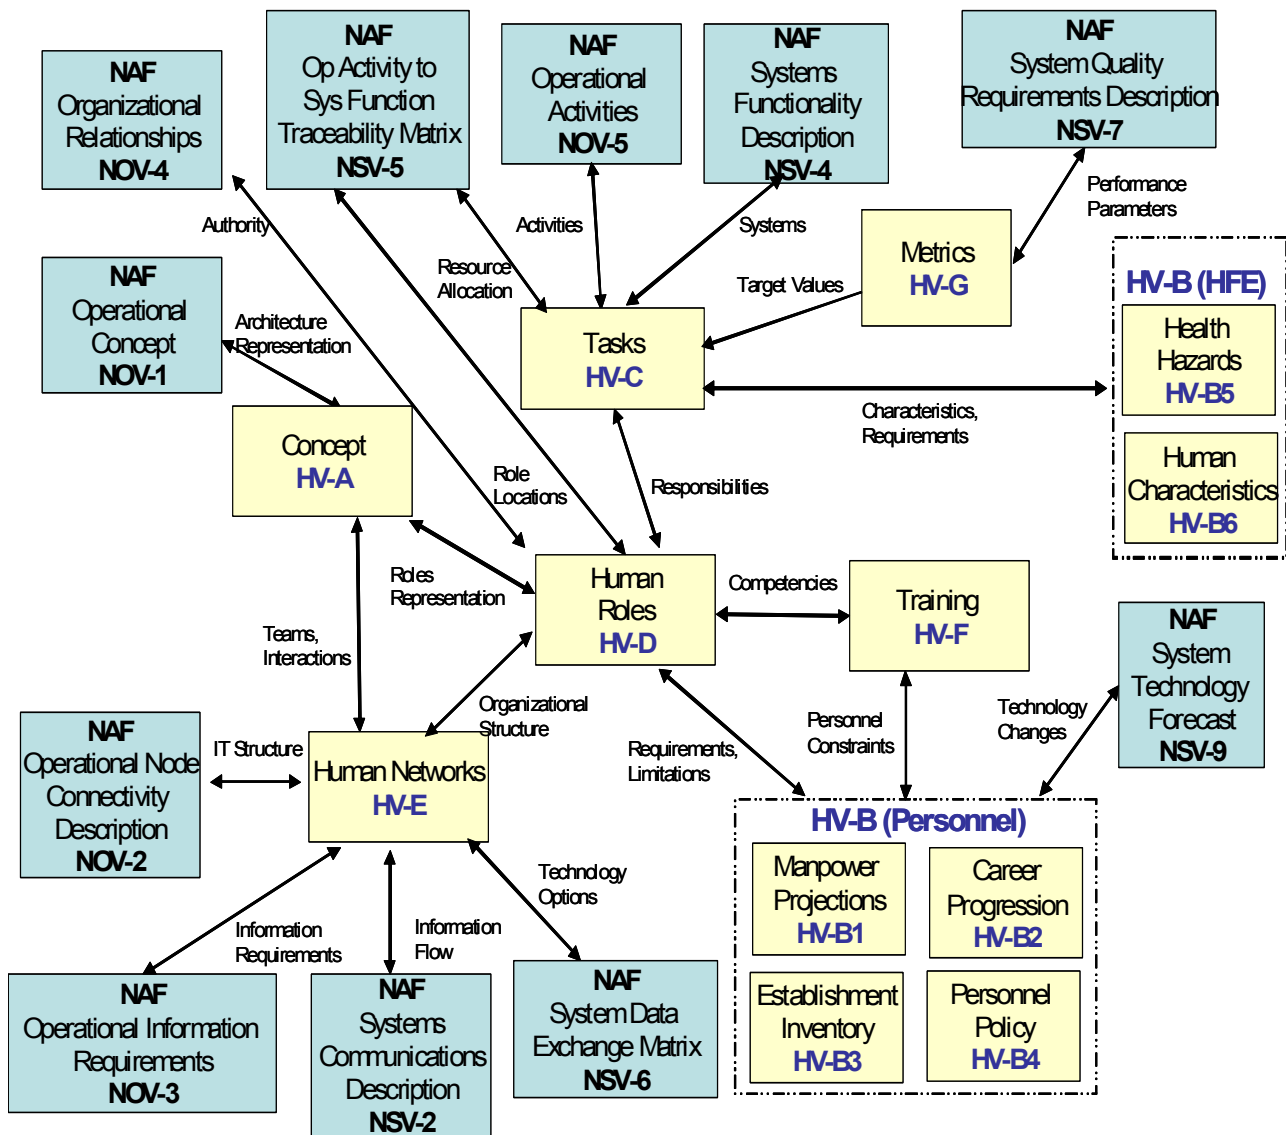 NAF
Organizational
Relationships
NOV-4
NAF
Op Activity to
Sys Function
Traceability Matrix
NSV-5
NAF
Operational
Activities
NOV-5
NAF
Systems
Functionality
Description
NSV-4
NAF
System Quality
Requirements Description
NSV-7
Authority
Activities
Systems
Performance
Parameters
Resource
Allocation
Target Values
Metrics
HV-G
NAF
Operational
Concept
NOV-1
Architecture
Representation
Tasks
HV-C
HV-B (HFE)
Health
Hazards
HV-B5
Human
Characteristics
HV-B6
Characteristics,
Requirements
Concept
HV-A
Role
Locations
Responsibilities
Roles
Representation
Human
Roles
HV-D
Competencies
Training
HV-F
Teams,
Interactions
Organizational
Structure
Requirements,
Limitations
Personnel
Constraints
Technology
Changes
NAF
System
Technology
Forecast
NSV-9
NAF
Operational Node
Connectivity
Description
NOV-2
IT Structure
Human Networks
HV-E
HV-B (Personnel)
Manpower
Projections
HV-B1
Career
Progression
HV-B2
Establishment
Inventory
HV-B3
Personnel
Policy
HV-B4
Information
Requirements
Information
Flow
Technology
Options
NAF
Operational Information
Requirements
NOV-3
NAF
Systems
Communications
Description
NSV-2
NAF
System Data
Exchange Matrix
NSV-6